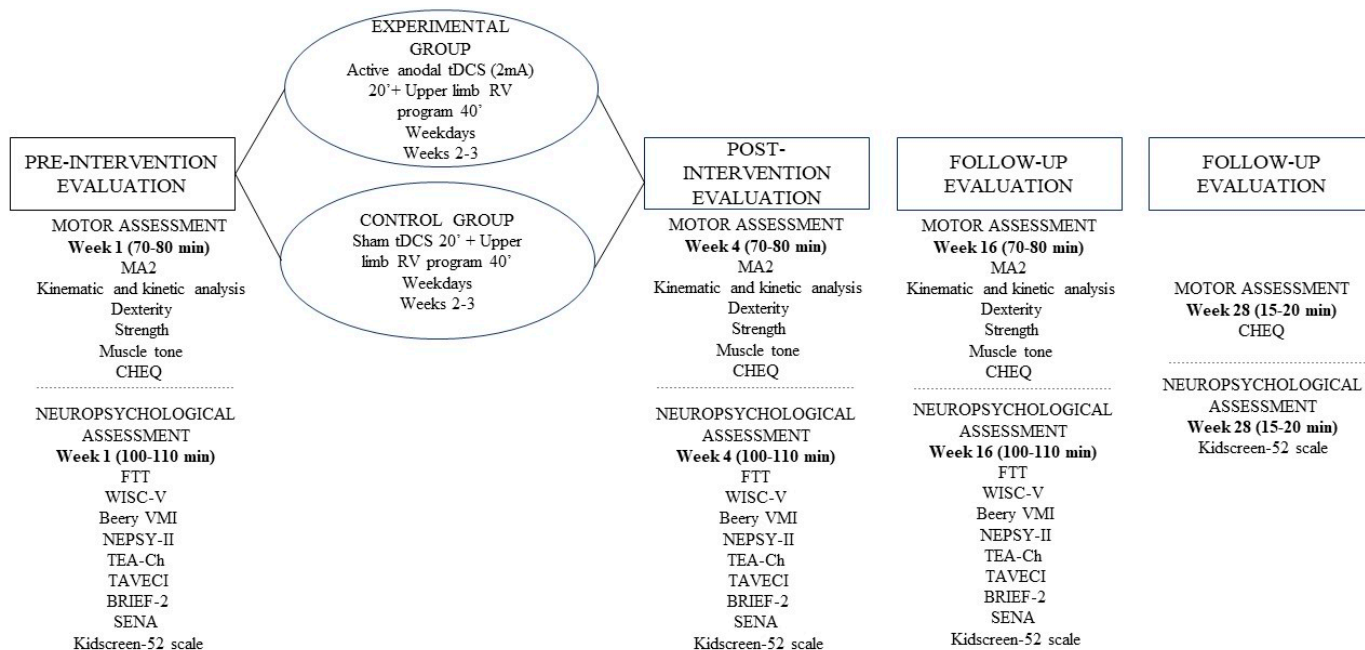 PRE-INTERVENTION
EVALUATION
MOTOR ASSESSMENT
Week 1 (70-80 min)
MA2
Kinematic and kinetic analysis
Dexterity
Strength
Muscle tone
CHEQ
NEUROPSYCHOLOGICAL
ASSESSMENT
Week 1 (100-110 min)
FTT
WISC-V
Beery VMI
NEPSY-II
TEA-Ch
TAVECI
BRIEF-2
SENA
Kidscreen-52 scale
EXPERIMENTAL
GROUP
Active anodal tDCS (2mA)
20’+ Upper limb RV
program 40’
Weekdays
Weeks 2-3
CONTROL GROUP
Sham tDCS 20’ + Upper
limb RV program 40’
Weekdays
Weeks 2-3
POST-
INTERVENTION
EVALUATION
MOTOR ASSESSMENT
Week 4 (70-80 min)
MA2
Kinematic and kinetic analysis
Dexterity
Strength
Muscle tone
CHEQ
NEUROPSYCHOLOGICAL
ASSESSMENT
Week 4 (100-110 min)
FTT
WISC-V
Beery VMI
NEPSY-II
TEA-Ch
TAVECI
BRIEF-2
SENA
Kidscreen-52 scale
FOLLOW-UP
EVALUATION
MOTOR ASSESSMENT
Week 16 (70-80 min)
MA2
Kinematic and kinetic analysis
Dexterity
Strength
Muscle tone
CHEQ
NEUROPSYCHOLOGICAL
ASSESSMENT
Week 16 (100-110 min)
FTT
WISC-V
Beery VMI
NEPSY-II
TEA-Ch
TAVECI
BRIEF-2
SENA
Kidscreen-52 scale
FOLLOW-UP
EVALUATION
MOTOR ASSESSMENT
Week 28 (15-20 min)
CHEQ
NEUROPSYCHOLOGICAL
ASSESSMENT
Week 28 (15-20 min)
Kidscreen-52 scale